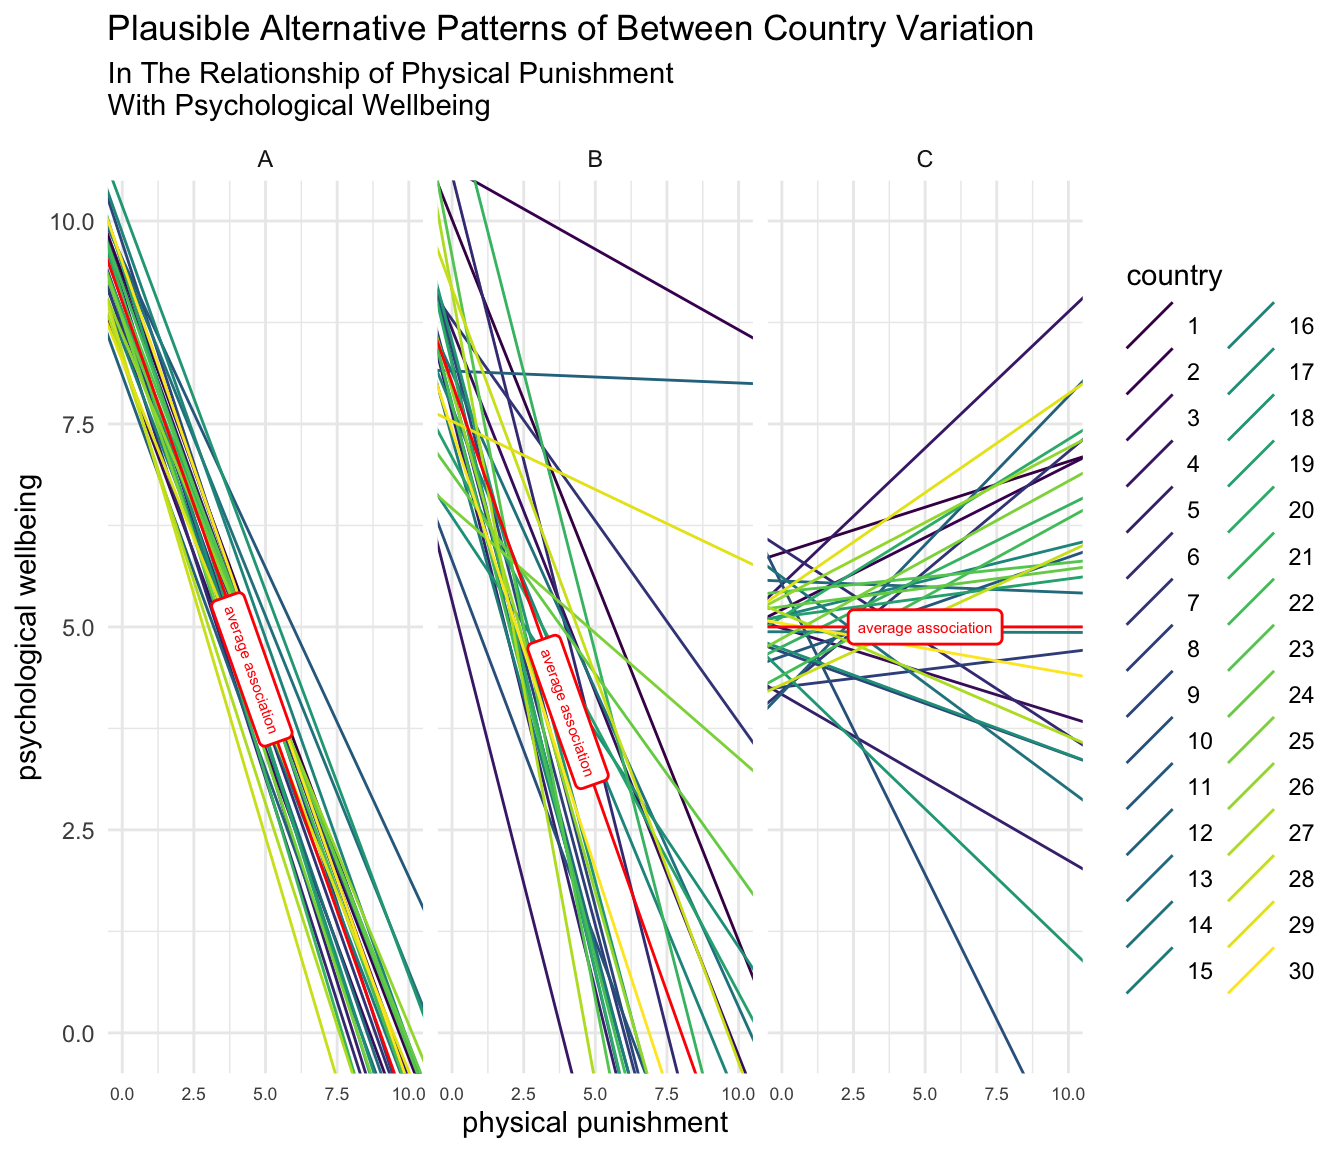 Plausible Alternative Patterns of Between Country Variation
In The Relationship of Physical Punishment
With Psychological Wellbeing
A
B
C
psychological wellbeing
10.0
7.5
5.0
2.5
0.0
average association
average association
average association
0.0 2.5 5.0 7.5 10.0
0.0 2.5 5.0 7.5 10.0
0.0 2.5 5.0 7.5 10.0
physical punishment
country
1
2
3
4
5
6
7
8
9
10
11
12
13
14
15
16
17
18
19
20
21
22
23
24
25
26
27
28
29
30